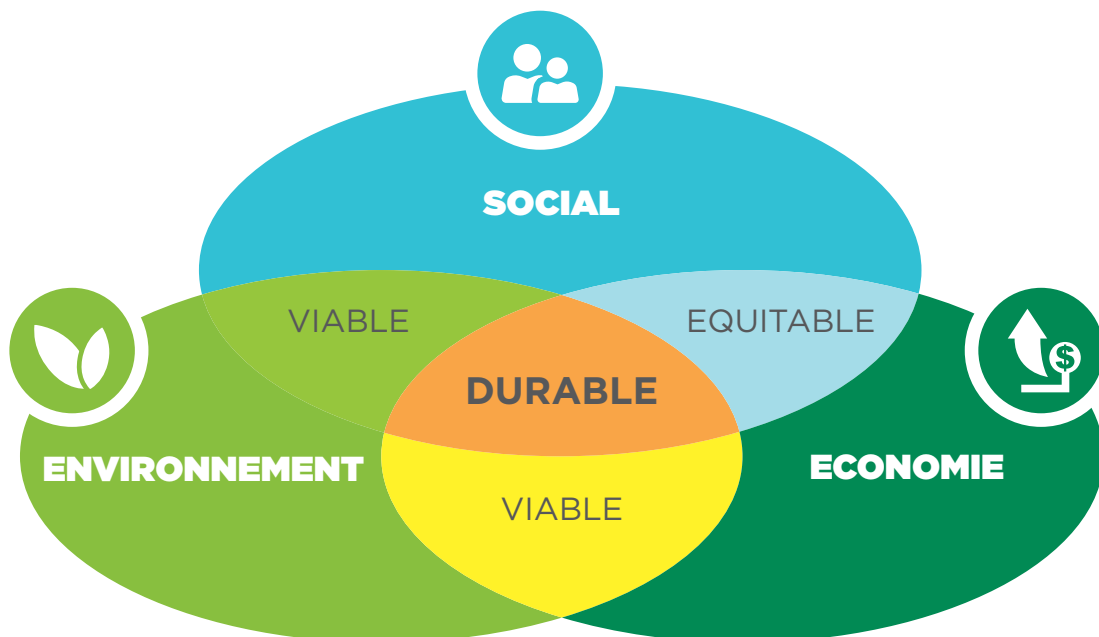 SOCIAL
VIABLE
EQUITABLE
DURABLE
ENVIRONNEMENT
ECONOMIE
VIABLE
$